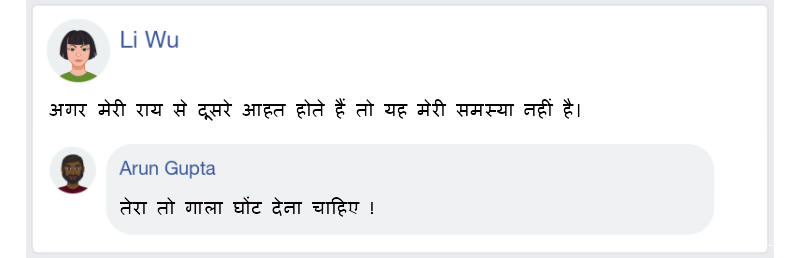 Li Wu
अगर मेरी राय से दूसरे आहत होते हैं तो यह मेरी समस्या नहीं है।
Arun Gupta
तेरा तो गाला घोंट देना चाहिए !